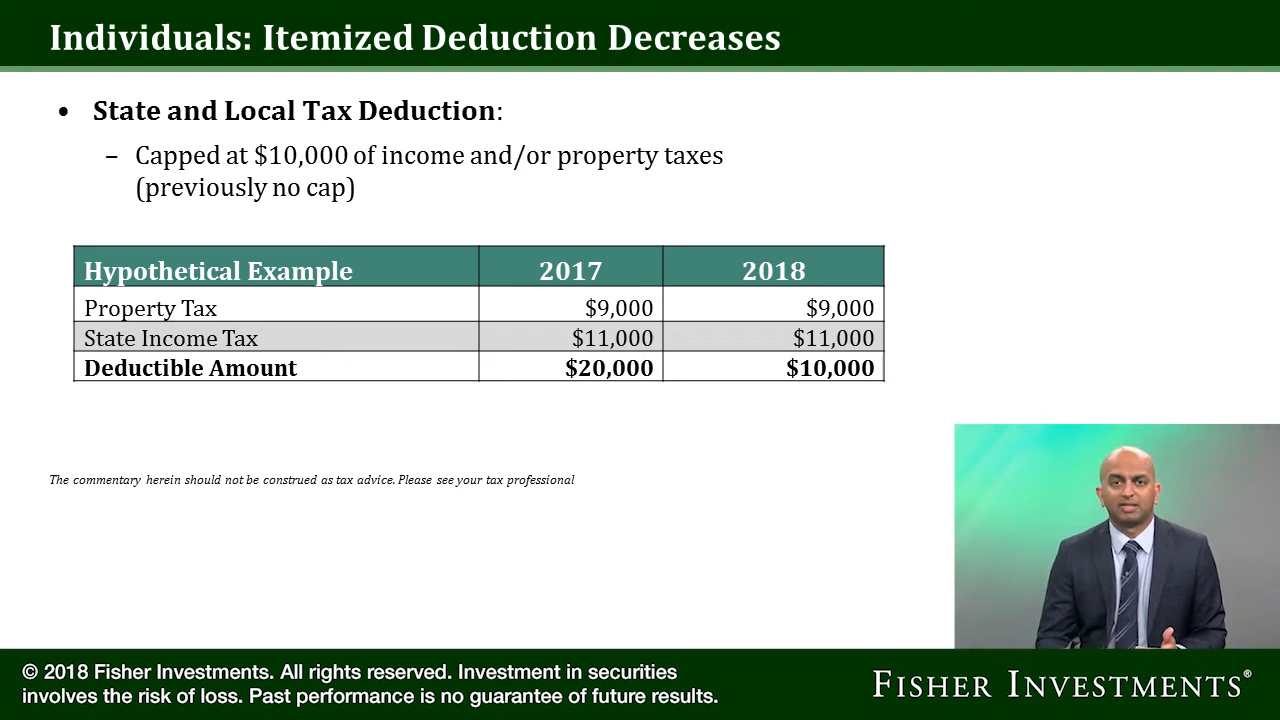 Individuals: Itemized Deduction Decreases
• State and Local Tax Deduction:
– Capped at $10,000 of income and/or property taxes
(previously no cap)
Hypothetical Example 2017 2018
Property Tax $9,000 $9,000
State Income Tax $11,000 $11,000
Deductible Amount $20,000 $10,000
The commentary herein should not be construed as tax advice. Please see your tax professional
© 2018 Fisher Investments. All rights reserved. Investment in securities
involves the risk of loss. Past performance is no guarantee of future results.
FISHER INVESTMENTS®